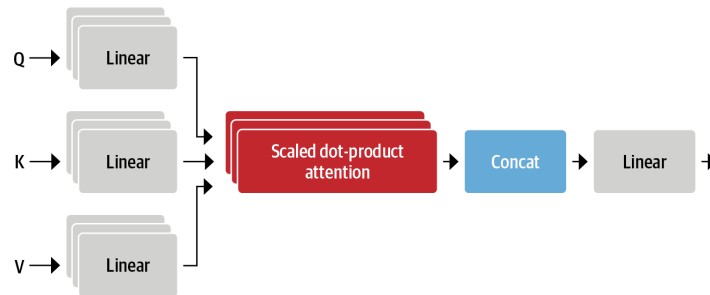 Q
Linear
K
Linear
V
Linear
Scaled dot-product
attention
Concat
Linear